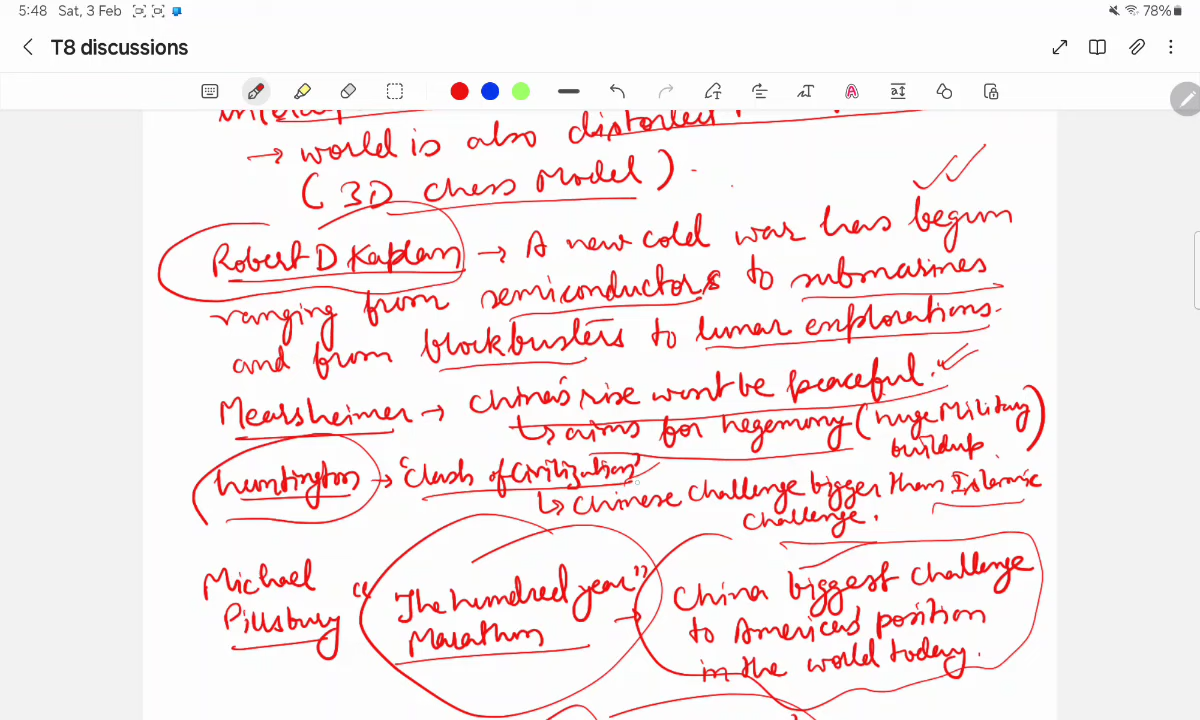 5:48 Sat, 3 Feb 78%
T8 discussions
→ world is also distorted
(3D chess Model).
Robert D Kaplan → A new cold war has begun
ranging from semiconductors to submarines
and from blockbusters to lunar explorations.
Mearsheimer → China's rise wont be peaceful.
↳ aims for hegemony (huge Military
buildup)
huntington → 'Clash of Civilizations'
↳ Chinese challenge bigger than Islamic
challenge.
Michael
Pillsbury
"The hundred year
Marathon" →
China biggest challenge
to America's position
in the world today.